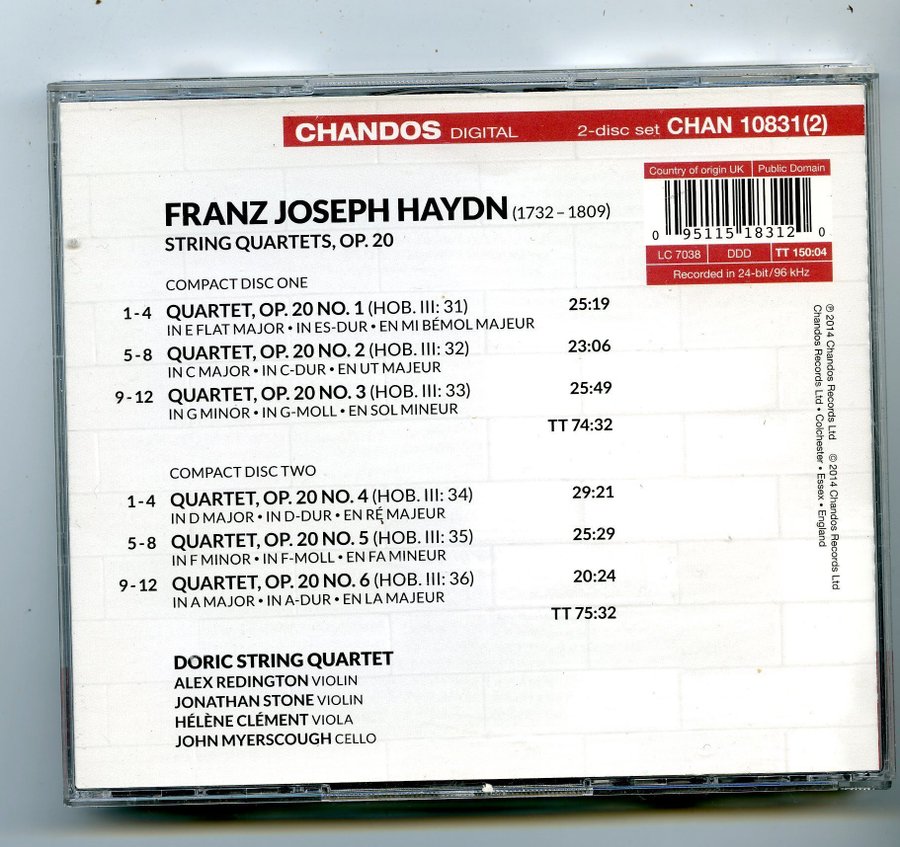 CHANDOS DIGITAL 2-disc set CHAN 10831(2)
Country of origin UK Public Domain
0 95115 18312 0
LC 7038 DDD TT 150:04
Recorded in 24-bit/96 kHz
FRANZ JOSEPH HAYDN (1732 – 1809)
STRING QUARTETS, OP. 20
COMPACT DISC ONE
1-4 QUARTET, OP. 20 NO. 1 (HOB. III: 31) 25:19
IN E FLAT MAJOR • IN ES-DUR • EN MI BÉMOL MAJEUR
5-8 QUARTET, OP. 20 NO. 2 (HOB. III: 32) 23:06
IN C MAJOR • IN C-DUR • EN UT MAJEUR
9-12 QUARTET, OP. 20 NO. 3 (HOB. III: 33) 25:49
IN G MINOR • IN G-MOLL • EN SOL MINEUR
TT 74:32
COMPACT DISC TWO
1-4 QUARTET, OP. 20 NO. 4 (HOB. III: 34) 29:21
IN D MAJOR • IN D-DUR • EN RÉ MAJEUR
5-8 QUARTET, OP. 20 NO. 5 (HOB. III: 35) 25:29
IN F MINOR • IN F-MOLL • EN FA MINEUR
9-12 QUARTET, OP. 20 NO. 6 (HOB. III: 36) 20:24
IN A MAJOR • IN A-DUR • EN LA MAJEUR
TT 75:32
DORIC STRING QUARTET
ALEX REDINGTON VIOLIN
JONATHAN STONE VIOLIN
HÉLÈNE CLÉMENT VIOLA
JOHN MYERSCOUGH CELLO
℗ 2014 Chandos Records Ltd © 2014 Chandos Records Ltd
Chandos Records Ltd • Colchester • Essex • England